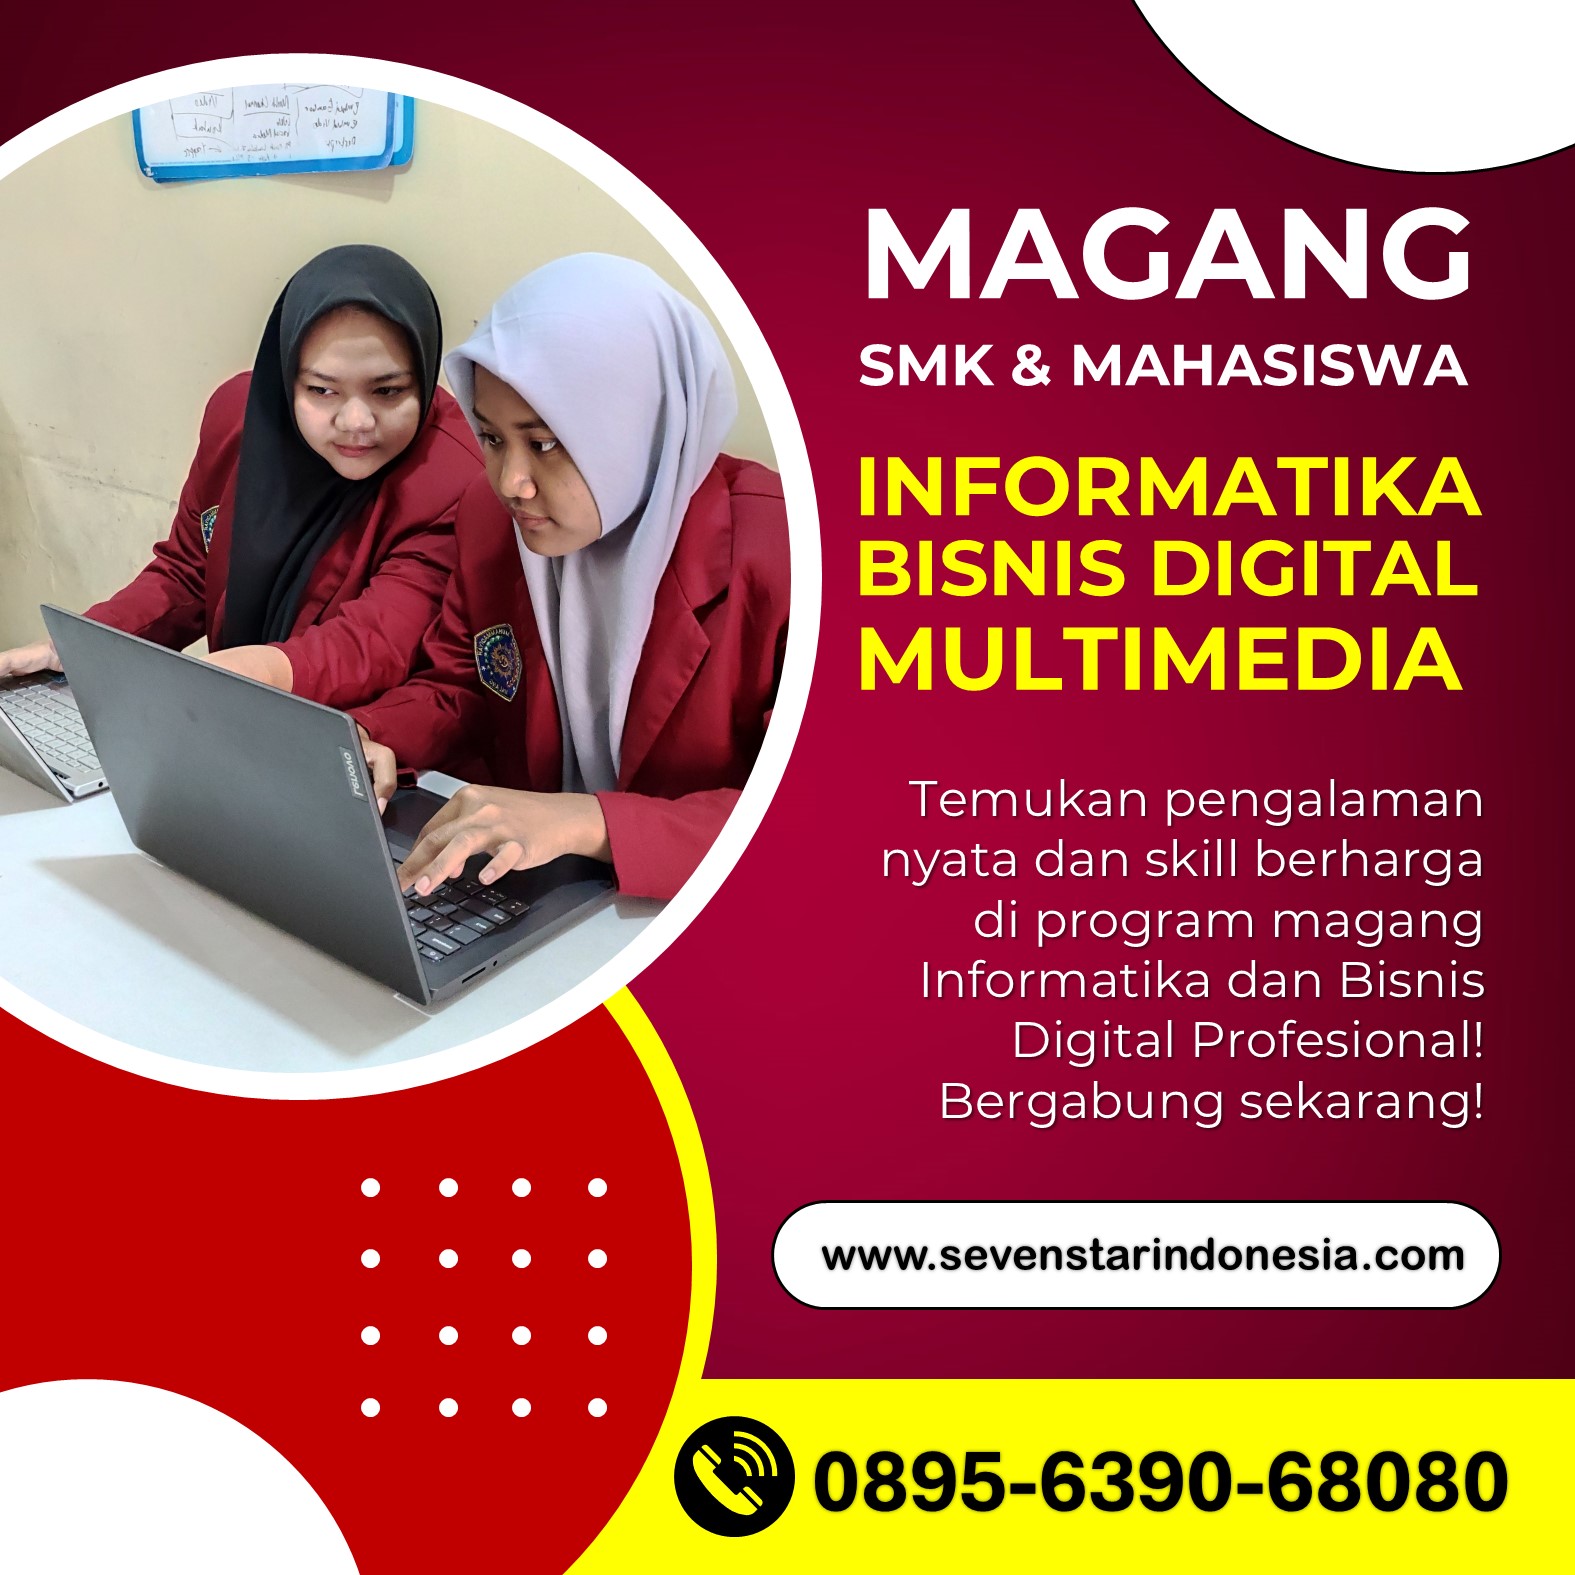 MAGANG
SMK & MAHASISWA
INFORMATIKA
BISNIS DIGITAL
MULTIMEDIA
Temukan pengalaman
nyata dan skill berharga
di program magang
Informatika dan Bisnis
Digital Profesional!
Bergabung sekarang!
www.sevenstarindonesia.com
0895-6390-68080
Lenovo